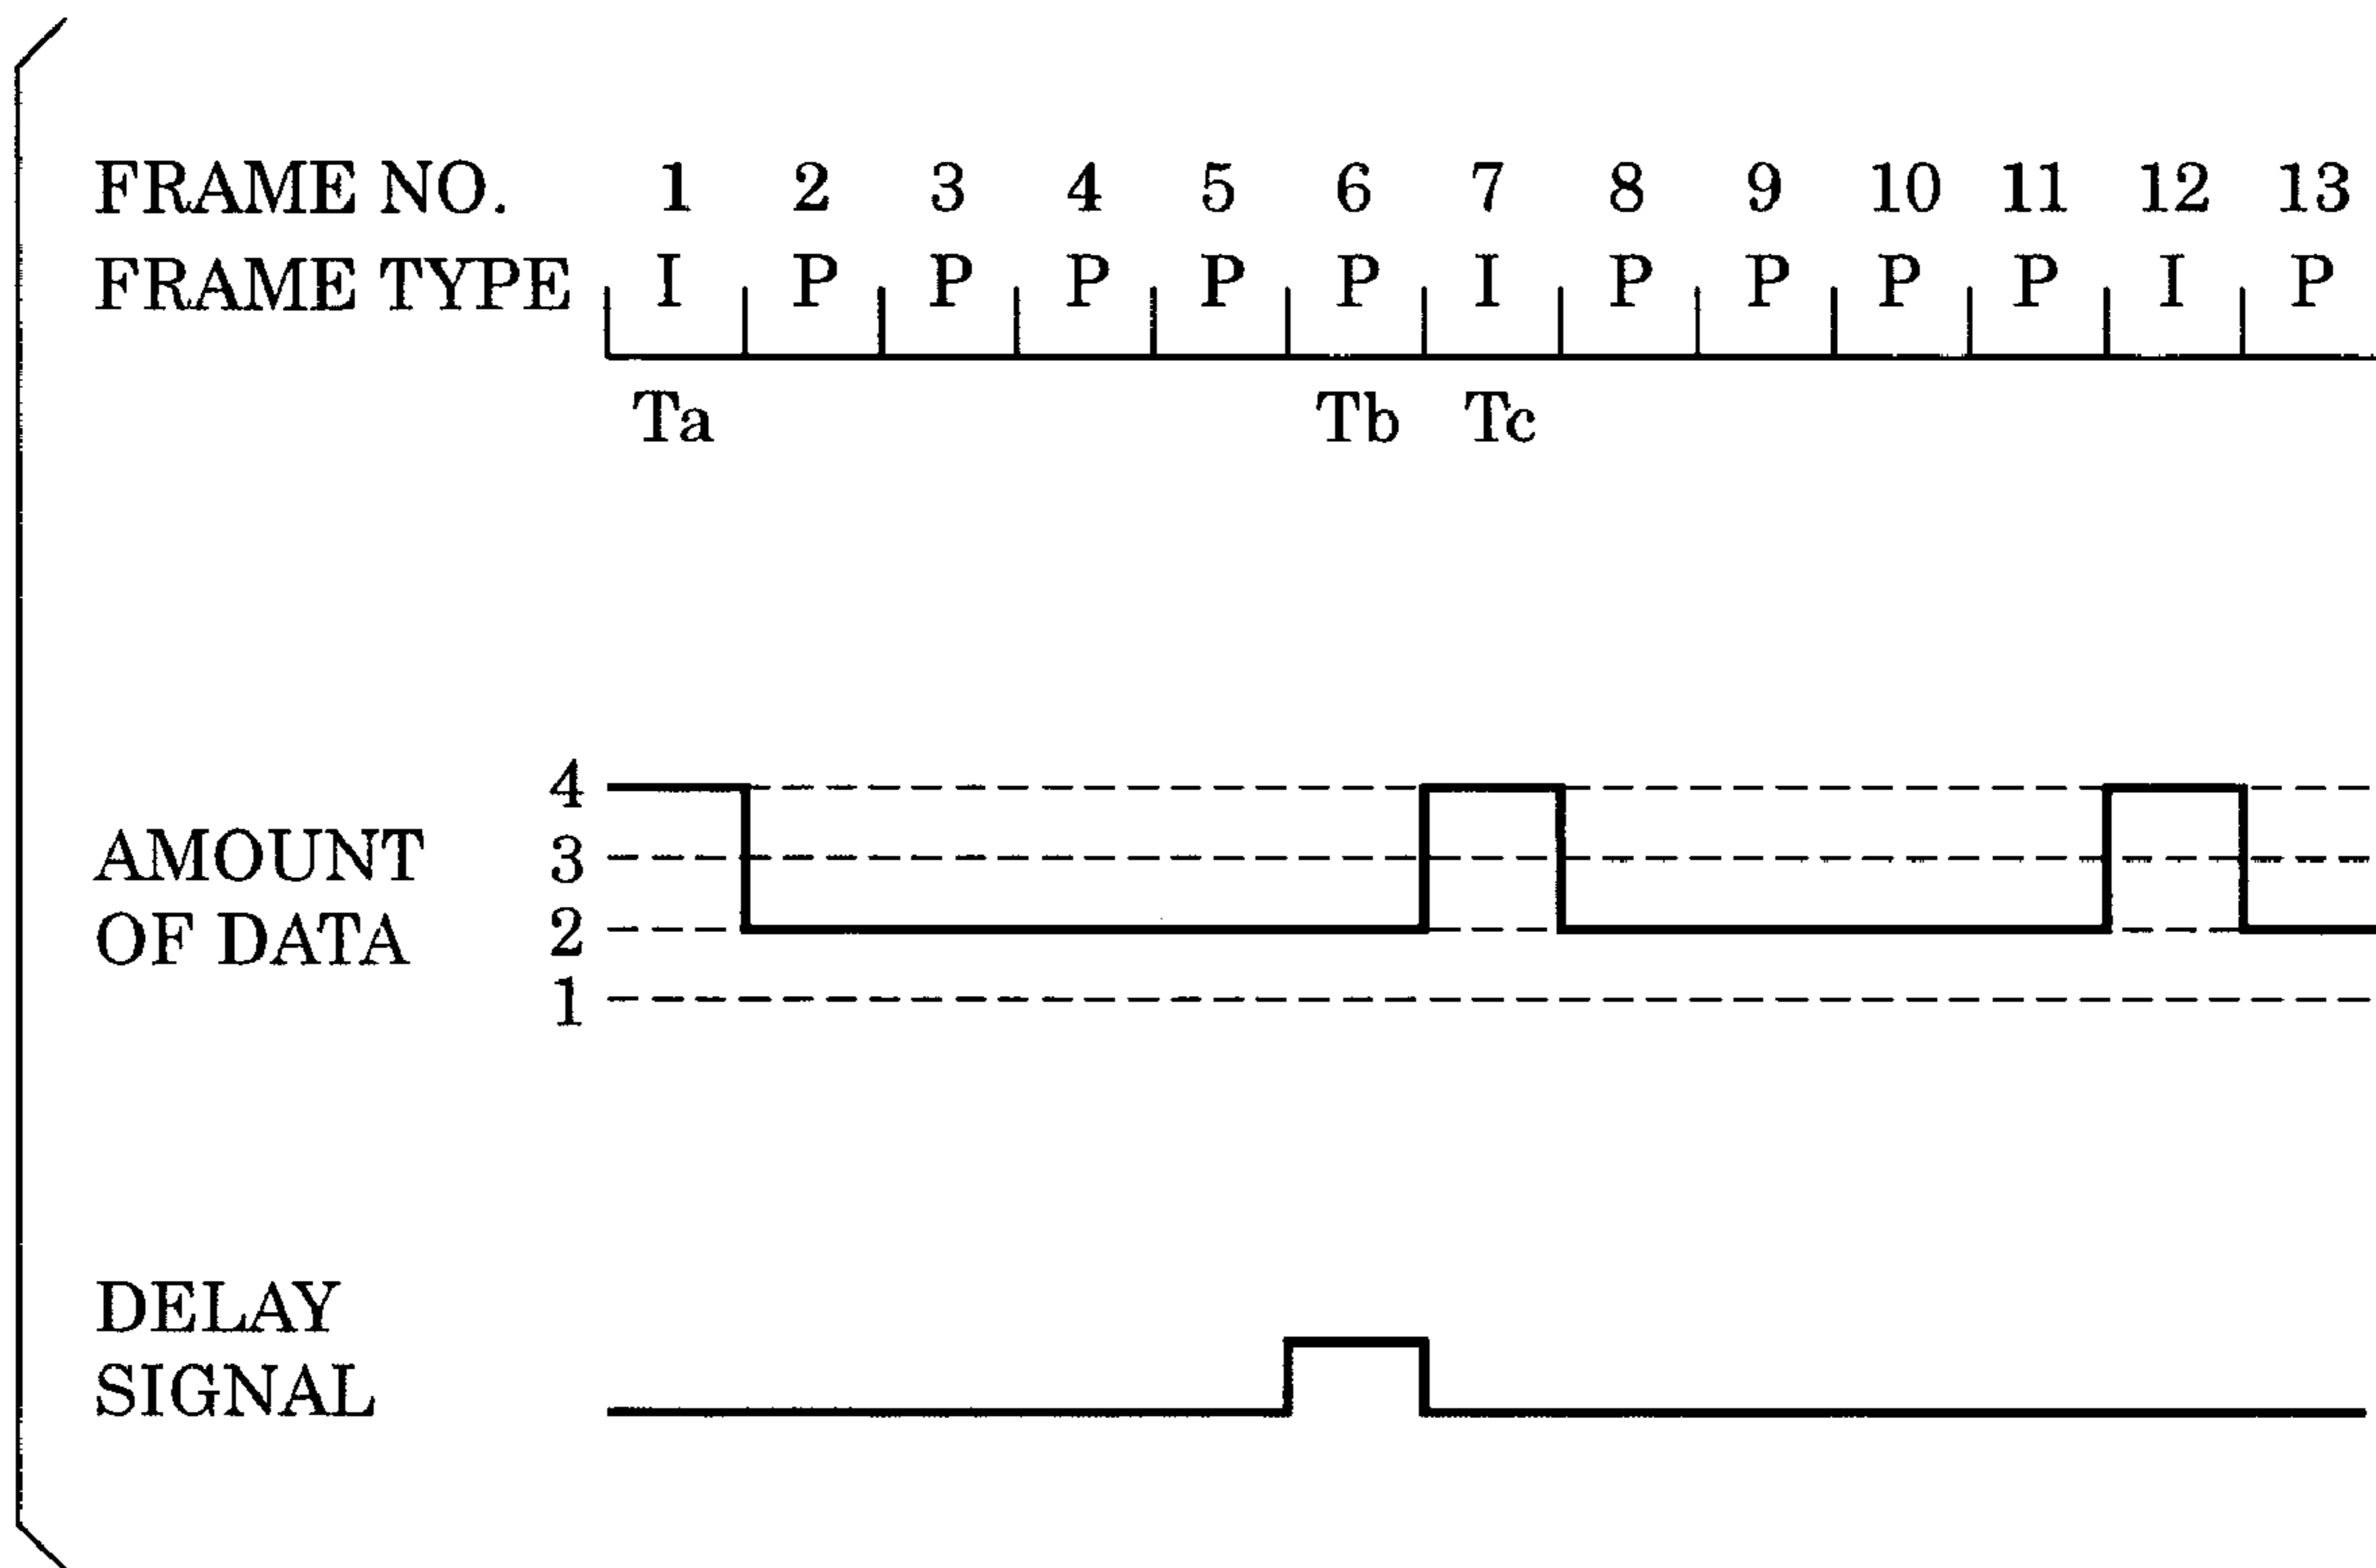 FRAME NO. 1 2 3 4 5 6 7 8 9 10 11 12 13
FRAME TYPE I P P P P P I P P P P I P
Ta Tb Tc
4
AMOUNT 3
OF DATA 2
1
DELAY
SIGNAL